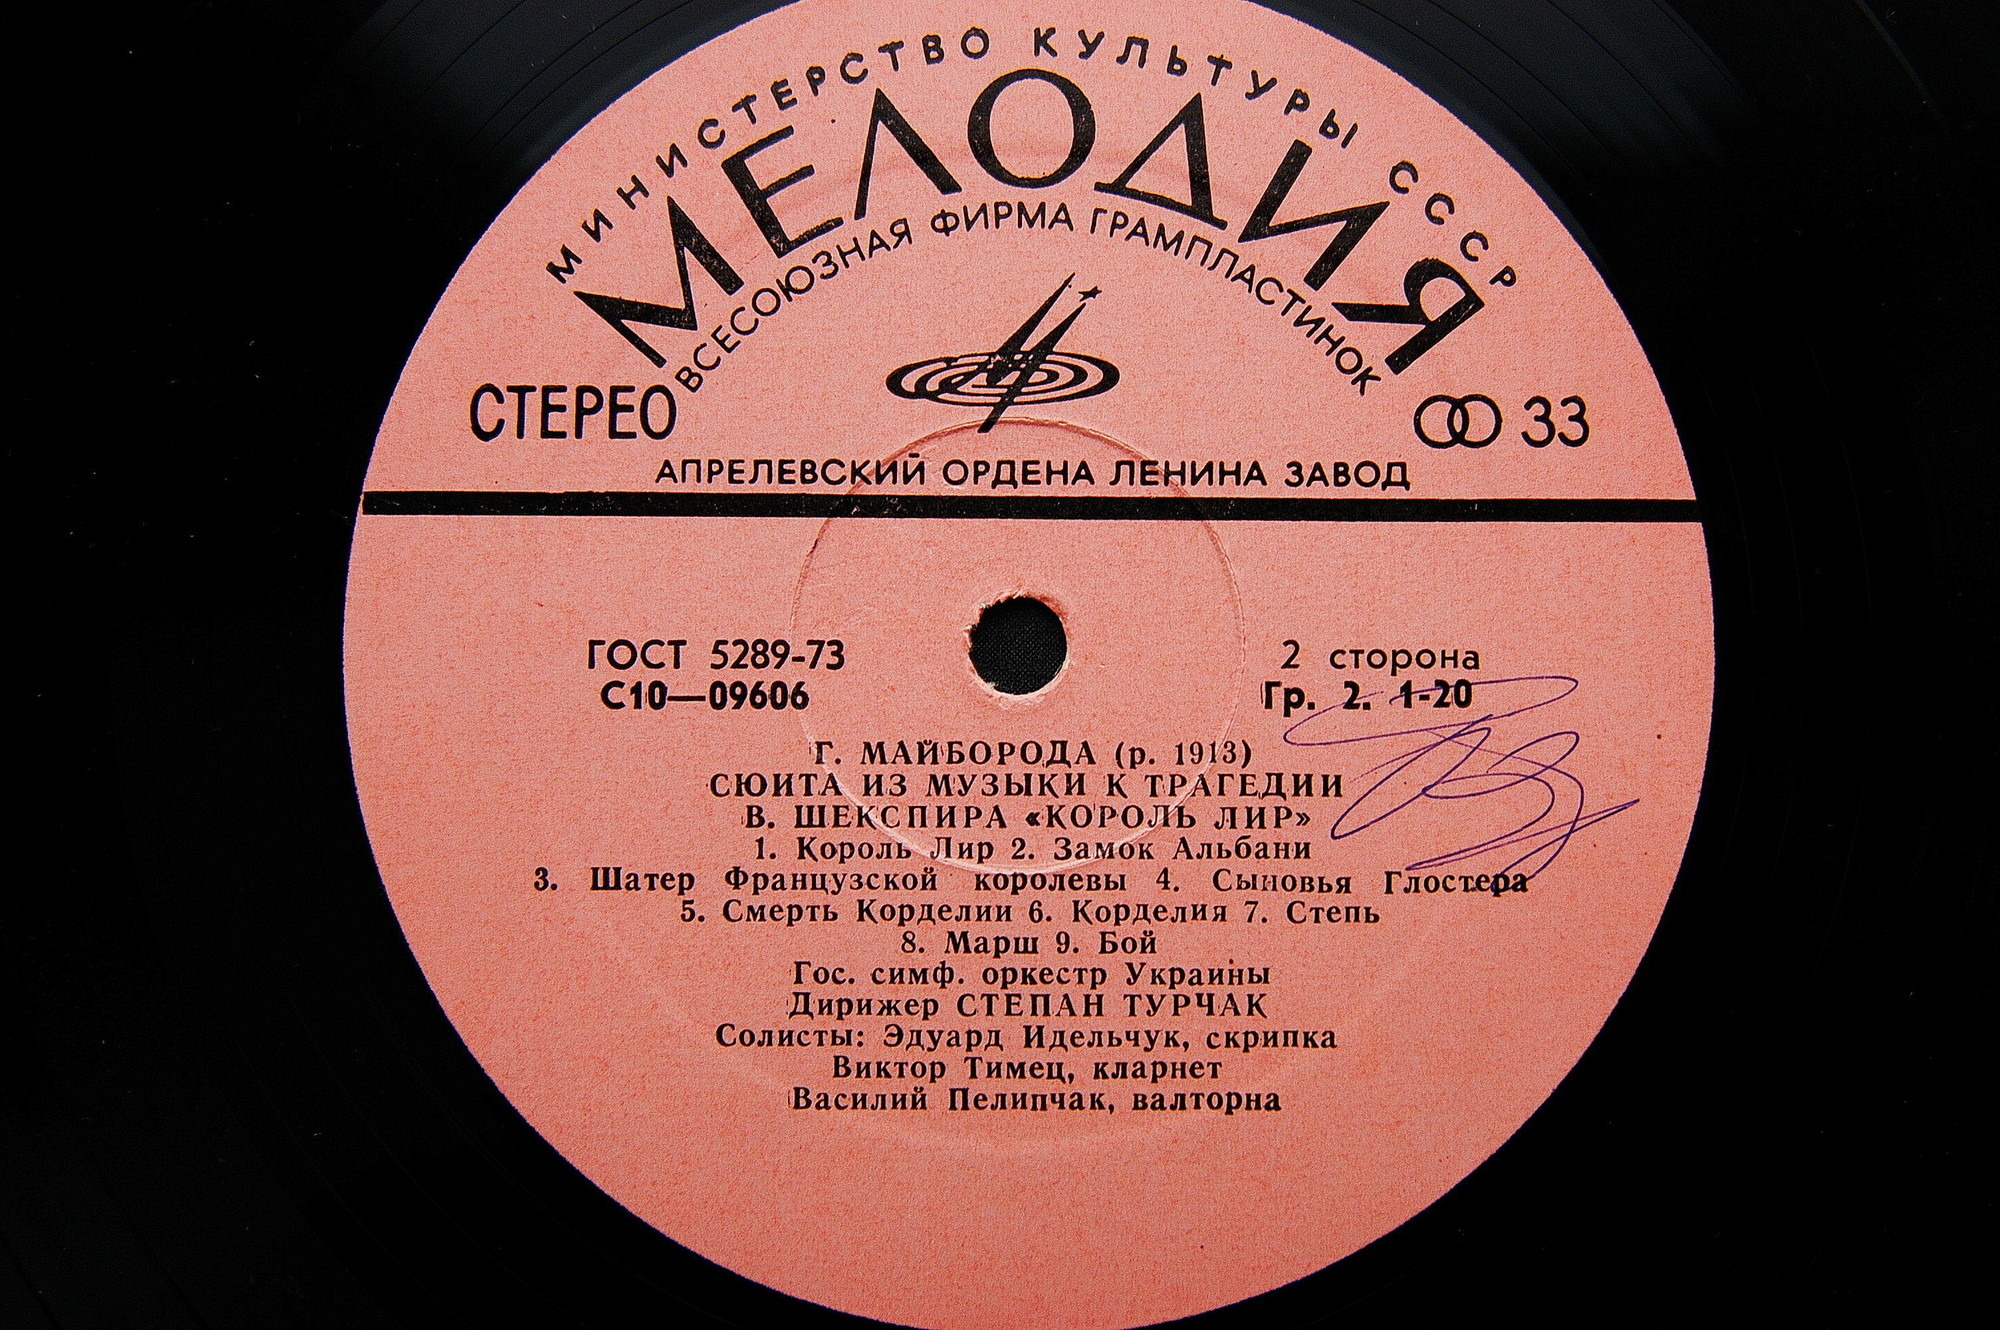 МИНИСТЕРСТВО КУЛЬТУРЫ СССР
МЕЛОДИЯ
ВСЕСОЮЗНАЯ ФИРМА ГРАМПЛАСТИНОК
СТЕРЕО 33
АПРЕЛЕВСКИЙ ОРДЕНА ЛЕНИНА ЗАВОД
ГОСТ 5289-73 2 сторона
С10—09606 Гр. 2. 1-20
Г. МАЙБОРОДА (р. 1913)
СЮИТА ИЗ МУЗЫКИ К ТРАГЕДИИ
В. ШЕКСПИРА «КОРОЛЬ ЛИР»
1. Король Лир 2. Замок Альбани
3. Шатер Французской королевы 4. Сыновья Глостера
5. Смерть Корделии 6. Корделия 7. Степь
8. Марш 9. Бой
Гос. симф. оркестр Украины
Дирижер СТЕПАН ТУРЧАК
Солисты: Эдуард Идельчук, скрипка
Виктор Тимец, кларнет
Василий Пелипчак, валторна